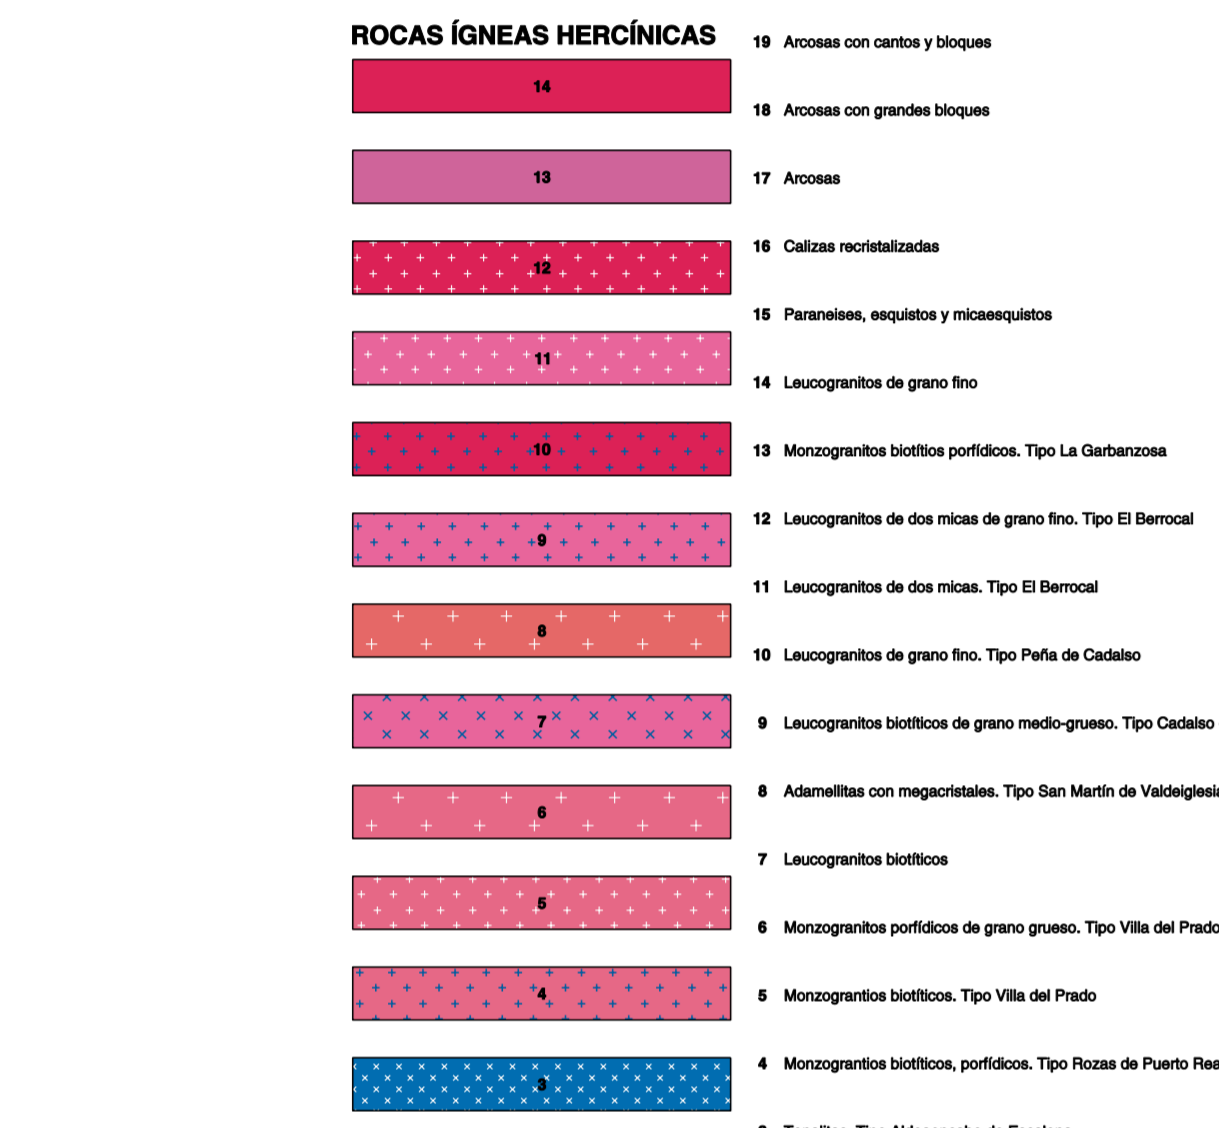 ROCAS ÍGNEAS HERCÍNICAS
14
13
12
11
10
9
8
7
6
5
4
3
19 Arcosas con cantos y bloques
18 Arcosas con grandes bloques
17 Arcosas
16 Calizas recristalizadas
15 Paraneises, esquistos y micaesquistos
14 Leucogranitos de grano fino
13 Monzogranitos biotítios porfídicos. Tipo La Garbanzosa
12 Leucogranitos de dos micas de grano fino. Tipo El Berrocal
11 Leucogranitos de dos micas. Tipo El Berrocal
10 Leucogranitos de grano fino. Tipo Peña de Cadalso
9 Leucogranitos biotíticos de grano medio-grueso. Tipo Cadalso
8 Adamellitas con megacristales. Tipo San Martín de Valdeiglesia
7 Leucogranitos biotíticos
6 Monzogranitos porfídicos de grano grueso. Tipo Villa del Prado
5 Monzograntios biotíticos. Tipo Villa del Prado
4 Monzograntios biotíticos, porfídicos. Tipo Rozas de Puerto Rea